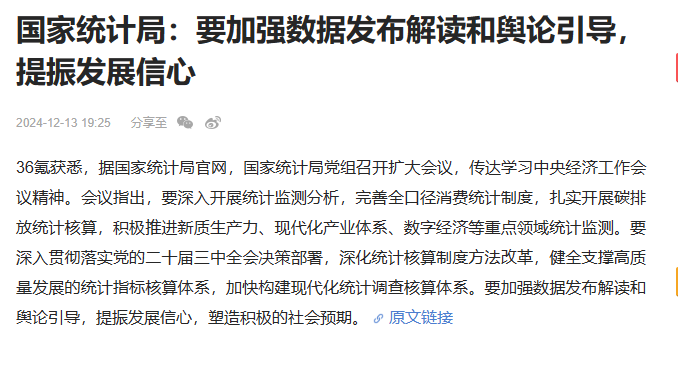 国家统计局：要加强数据发布解读和舆论引导，
提振发展信心
2024-12-13 19:25 分享至
36氪获悉，据国家统计局官网，国家统计局党组召开扩大会议，传达学习中央经济工作会
议精神。会议指出，要深入开展统计监测分析，完善全口径消费统计制度，扎实开展碳排
放统计核算，积极推进新质生产力、现代化产业体系、数字经济等重点领域统计监测。要
深入贯彻落实党的二十届三中全会决策部署，深化统计核算制度方法改革，健全支撑高质
量发展的统计指标核算体系，加快构建现代化统计调查核算体系。要加强数据发布解读和
舆论引导，提振发展信心，塑造积极的社会预期。 原文链接